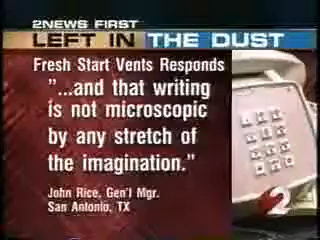 2NEWS FIRST
LEFT IN THE DUST
Fresh Start Vents Responds
"...and that writing
is not microscopic
by any stretch of
the imagination."
John Rice, Gen'l Mgr.
San Antonio, TX
2